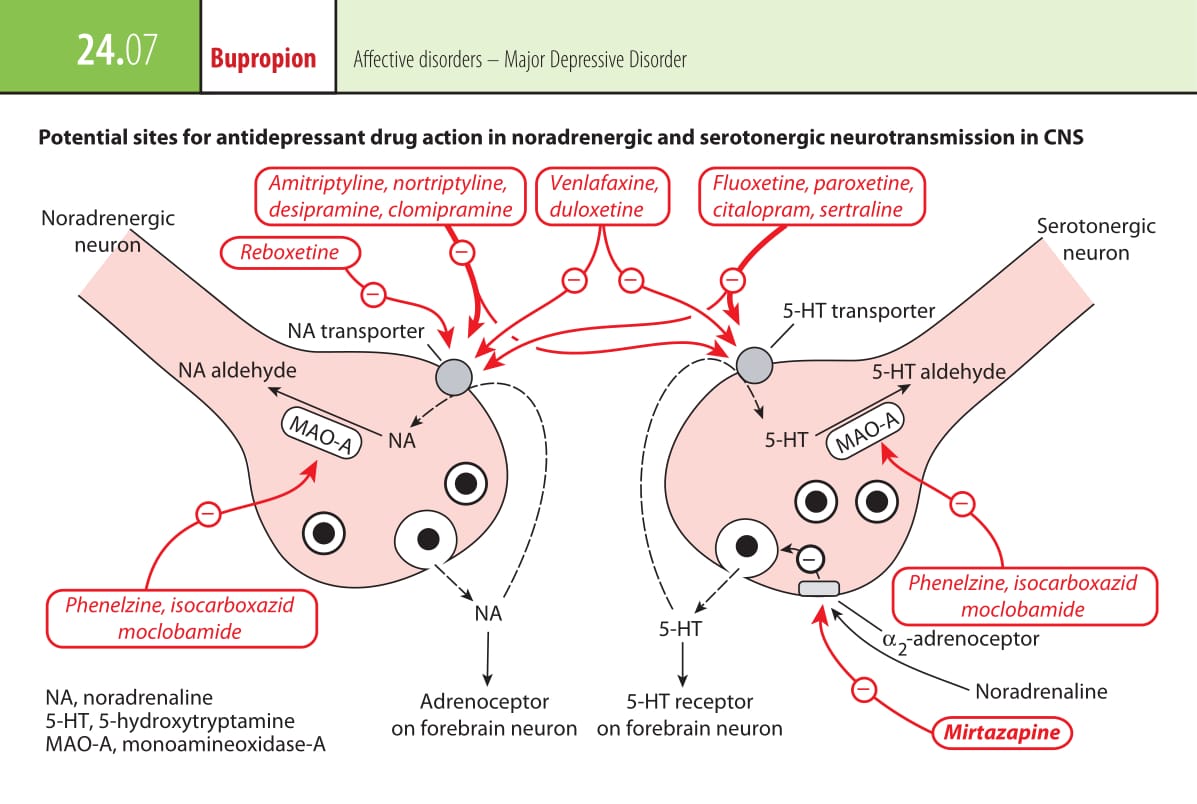 24.07
Bupropion
Affective disorders – Major Depressive Disorder
Potential sites for antidepressant drug action in noradrenergic and serotonergic neurotransmission in CNS
Amitriptyline, nortriptyline,
desipramine, clomipramine
Venlafaxine,
duloxetine
Fluoxetine, paroxetine,
citalopram, sertraline
Noradrenergic
neuron
Reboxetine
Serotonergic
neuron
NA transporter
5-HT transporter
NA aldehyde
5-HT aldehyde
MAO-A
NA
5-HT
MAO-A
Phenelzine, isocarboxazid
moclobamide
Phenelzine, isocarboxazid
moclobamide
NA
5-HT
α2-adrenoceptor
Noradrenaline
Mirtazapine
Adrenoceptor
on forebrain neuron
5-HT receptor
on forebrain neuron
NA, noradrenaline
5-HT, 5-hydroxytryptamine
MAO-A, monoamineoxidase-A